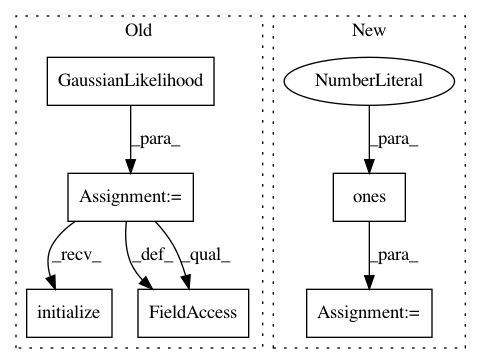 Old
New
GaussianLikelihood
NumberLiteral
_para_
_para_
Assignment:=
ones
_recv_
_def_
_qual_
_para_
initialize
FieldAccess
Assignment:=